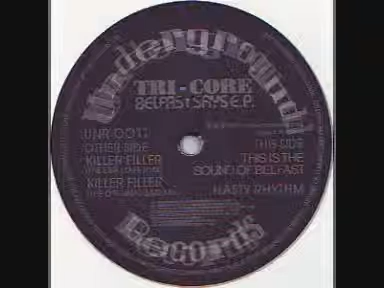 Underground
TRI-CORE
BELFAST SAYS E.P.
UNR-OO11
OTHER SIDE
KILLER FILLER
KILLER FILLER
THIS SIDE
THIS IS THE
SOUND OF BELFAST
NASTY RHYTHM
Records